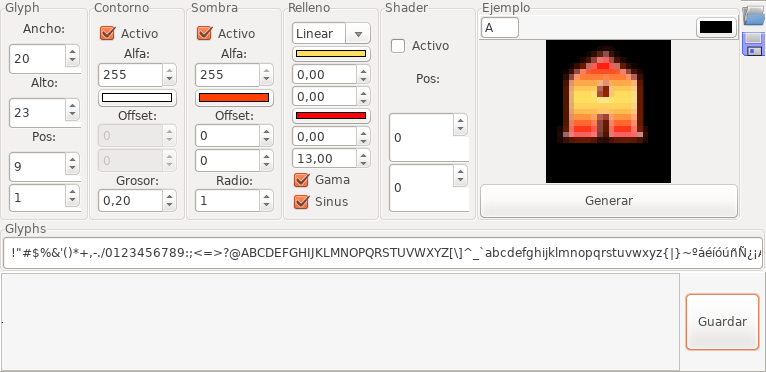 Glyph
Ancho:
20
Alto:
23
Pos:
9
1
Contorno
Activo
Alfa:
255
Offset:
0
0
Grosor:
0,20
Sombra
Activo
Alfa:
255
Offset:
0
0
Radio:
1
Relleno
Linear
0,00
0,00
0,00
13,00
Gama
Sinus
Shader
Activo
Pos:
0
0
Ejemplo
A
A
Generar
Glyphs
!"#$%&'()*+,-./0123456789:;<=>?@ABCDEFGHIJKLMNOPQRSTUVWXYZ[\]^_`abcdefghijklmnopqrstuvwxyz{|}~ºáéíóúñÑ¿¡
Guardar